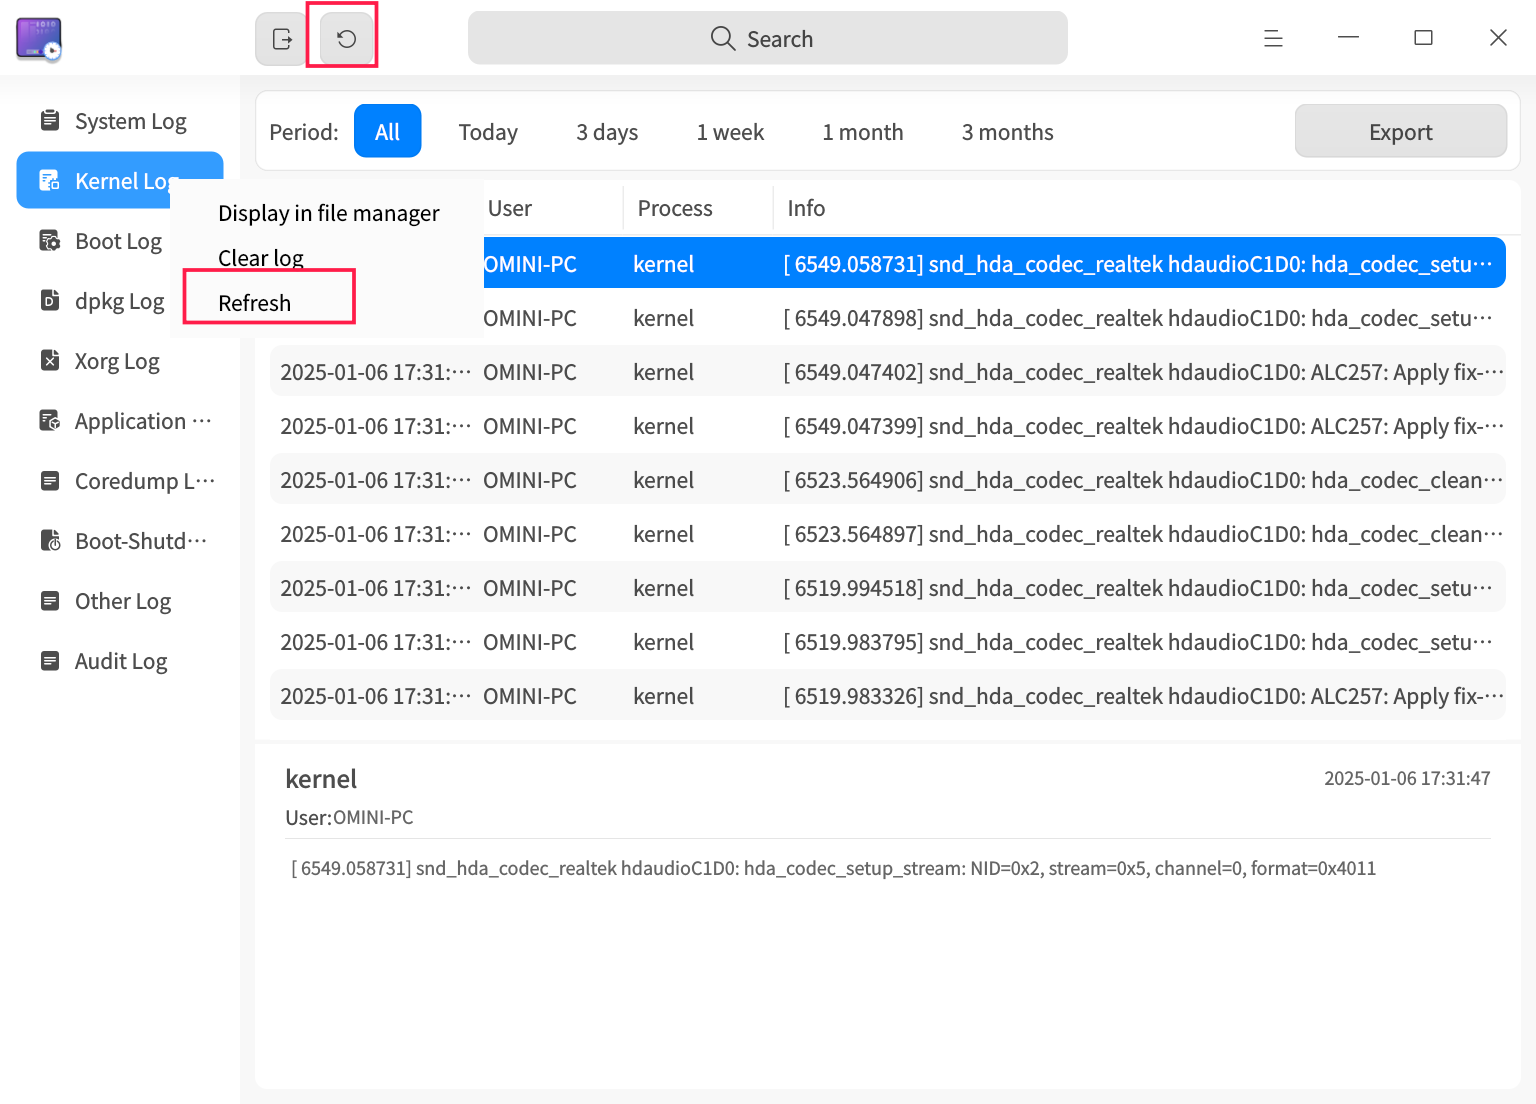 Search
System Log
Kernel Log
Boot Log
dpkg Log
Xorg Log
Application ···
Coredump L···
Boot-Shutd···
Other Log
Audit Log
Period: All Today 3 days 1 week 1 month 3 months Export
Display in file manager
Clear log
Refresh
User Process Info
OMINI-PC kernel [ 6549.058731] snd_hda_codec_realtek hdaudioC1D0: hda_codec_setu···
OMINI-PC kernel [ 6549.047898] snd_hda_codec_realtek hdaudioC1D0: hda_codec_setu···
2025-01-06 17:31:··· OMINI-PC kernel [ 6549.047402] snd_hda_codec_realtek hdaudioC1D0: ALC257: Apply fix-···
2025-01-06 17:31:··· OMINI-PC kernel [ 6549.047399] snd_hda_codec_realtek hdaudioC1D0: ALC257: Apply fix-···
2025-01-06 17:31:··· OMINI-PC kernel [ 6523.564906] snd_hda_codec_realtek hdaudioC1D0: hda_codec_clean···
2025-01-06 17:31:··· OMINI-PC kernel [ 6523.564897] snd_hda_codec_realtek hdaudioC1D0: hda_codec_clean···
2025-01-06 17:31:··· OMINI-PC kernel [ 6519.994518] snd_hda_codec_realtek hdaudioC1D0: hda_codec_setu···
2025-01-06 17:31:··· OMINI-PC kernel [ 6519.983795] snd_hda_codec_realtek hdaudioC1D0: hda_codec_setu···
2025-01-06 17:31:··· OMINI-PC kernel [ 6519.983326] snd_hda_codec_realtek hdaudioC1D0: ALC257: Apply fix-···
kernel 2025-01-06 17:31:47
User:OMINI-PC
[ 6549.058731] snd_hda_codec_realtek hdaudioC1D0: hda_codec_setup_stream: NID=0x2, stream=0x5, channel=0, format=0x4011